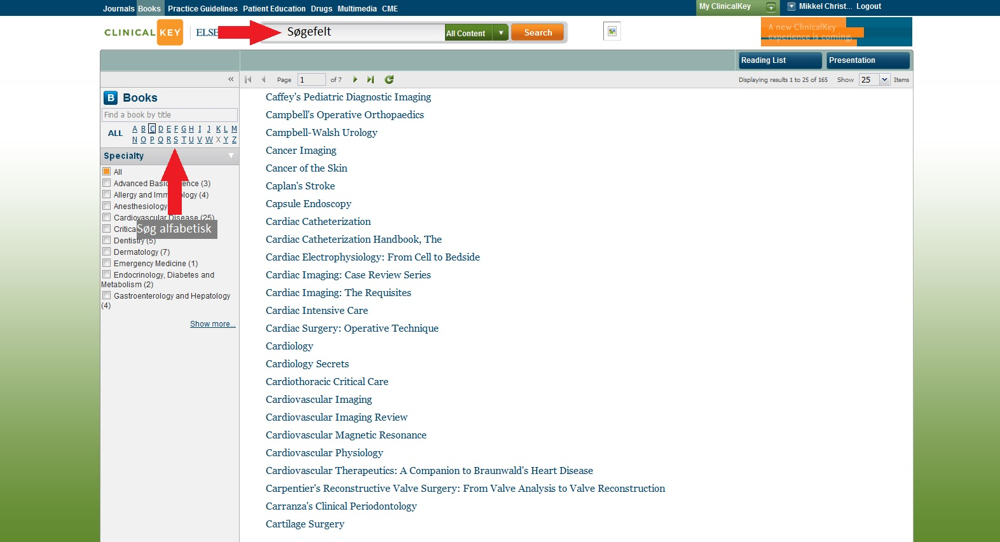 Journals Books Practice Guidelines Patient Education Drugs Multimedia CME My ClinicalKey Mikkel Christ... Logout
CLINICAL KEY ELSE Søgefelt All Content Search
A new ClinicalKey
experience is coming.
Reading List Presentation
« Page 1 of 7 Displaying results 1 to 25 of 165 Show 25 Items
B Books
Find a book by title
ALL
A B C D E F G H I J K L M
N O P Q R S T U V W X Y Z
Specialty
All
Advanced Basic ence (3)
Allergy and Imm logy (4)
Anesthesiology
Cardiovascular Disease (25)
Critica
Søg alfabetisk
Dentistry (5)
Dermatology (7)
Emergency Medicine (1)
Endocrinology, Diabetes and
Metabolism (2)
Gastroenterology and Hepatology
(4)
Show more...
Caffey's Pediatric Diagnostic Imaging
Campbell's Operative Orthopaedics
Campbell-Walsh Urology
Cancer Imaging
Cancer of the Skin
Caplan's Stroke
Capsule Endoscopy
Cardiac Catheterization
Cardiac Catheterization Handbook, The
Cardiac Electrophysiology: From Cell to Bedside
Cardiac Imaging: Case Review Series
Cardiac Imaging: The Requisites
Cardiac Intensive Care
Cardiac Surgery: Operative Technique
Cardiology
Cardiology Secrets
Cardiothoracic Critical Care
Cardiovascular Imaging
Cardiovascular Imaging Review
Cardiovascular Magnetic Resonance
Cardiovascular Physiology
Cardiovascular Therapeutics: A Companion to Braunwald's Heart Disease
Carpentier's Reconstructive Valve Surgery: From Valve Analysis to Valve Reconstruction
Carranza's Clinical Periodontology
Cartilage Surgery